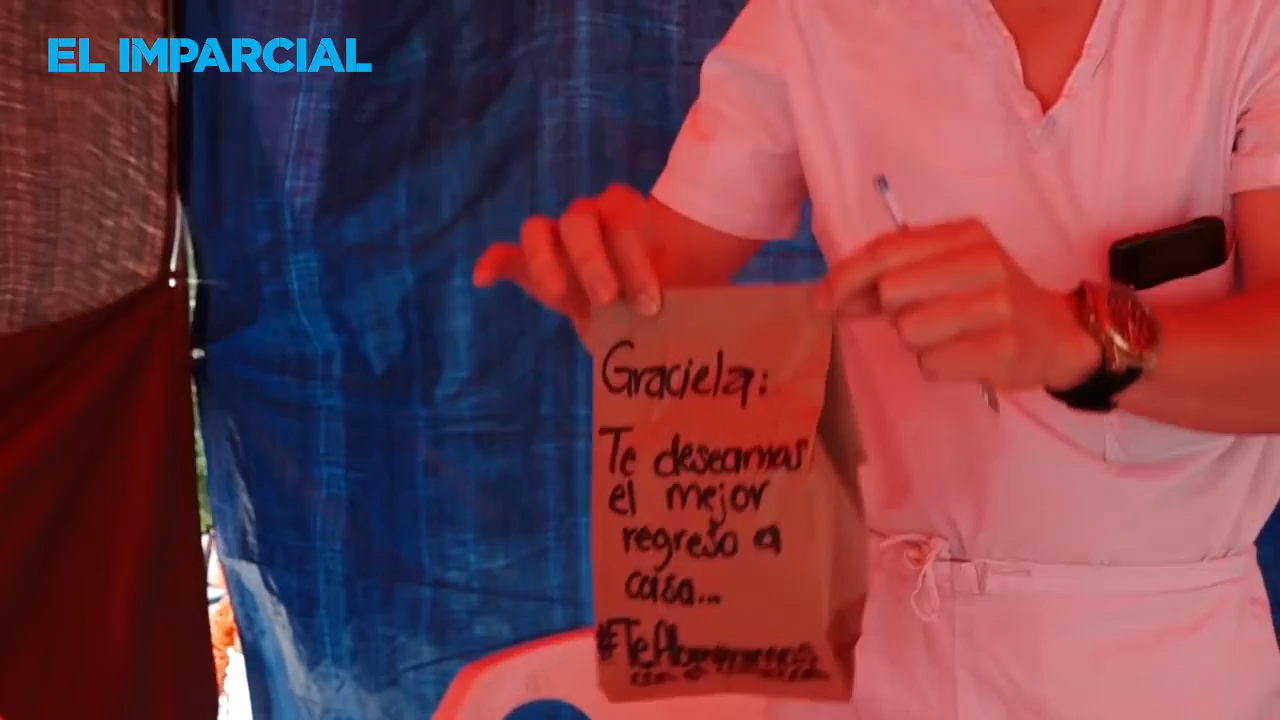 EL IMPARCIAL
Graciela:
Te deseamos
el mejor
regreso a
casa...